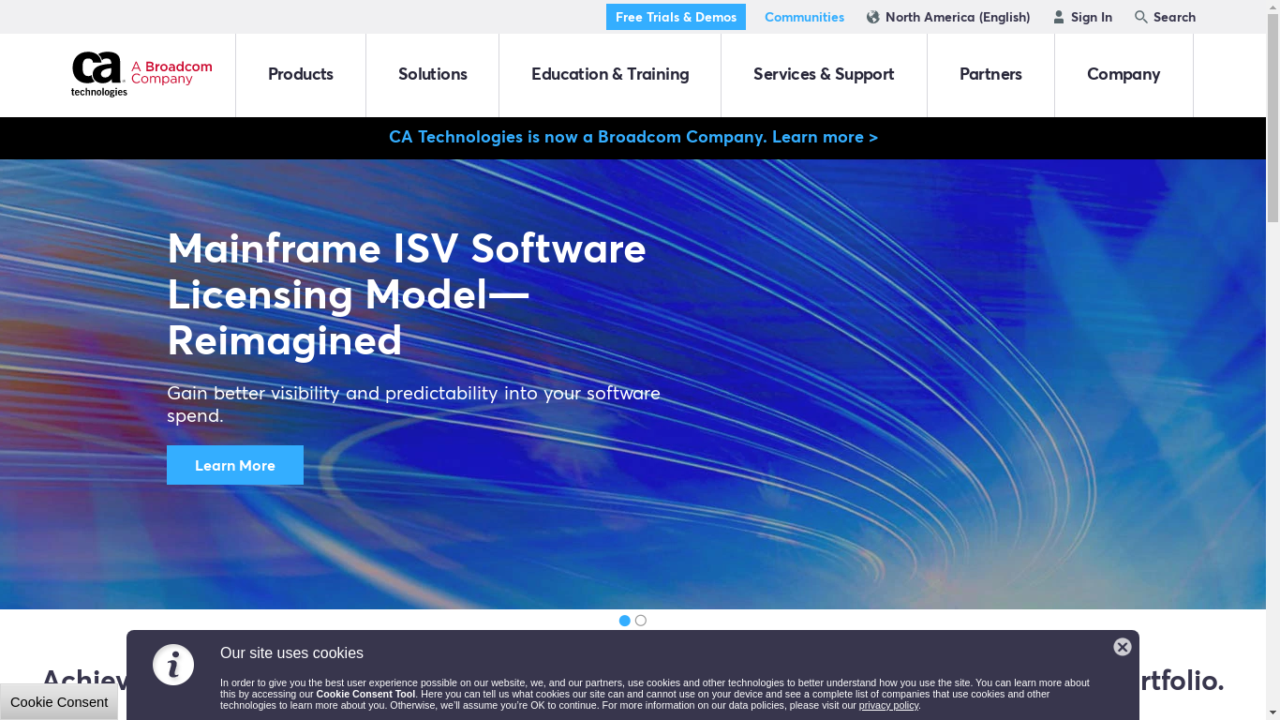 Free Trials & Demos Communities North America (English) Sign In Search
ca technologies A Broadcom Company
Products Solutions Education & Training Services & Support Partners Company
CA Technologies is now a Broadcom Company. Learn more >
Mainframe ISV Software
Licensing Model—
Reimagined
Gain better visibility and predictability into your software
spend.
Learn More
Our site uses cookies
In order to give you the best user experience possible on our website, we, and our partners, use cookies and other technologies to better understand how you use the site. You can learn more about
this by accessing our Cookie Consent Tool. Here you can tell us what cookies our site can and cannot use on your device and see a complete list of companies that use cookies and other
technologies to learn more about you. Otherwise, we'll assume you're OK to continue. For more information on our data policies, please visit our privacy policy.
Cookie Consent